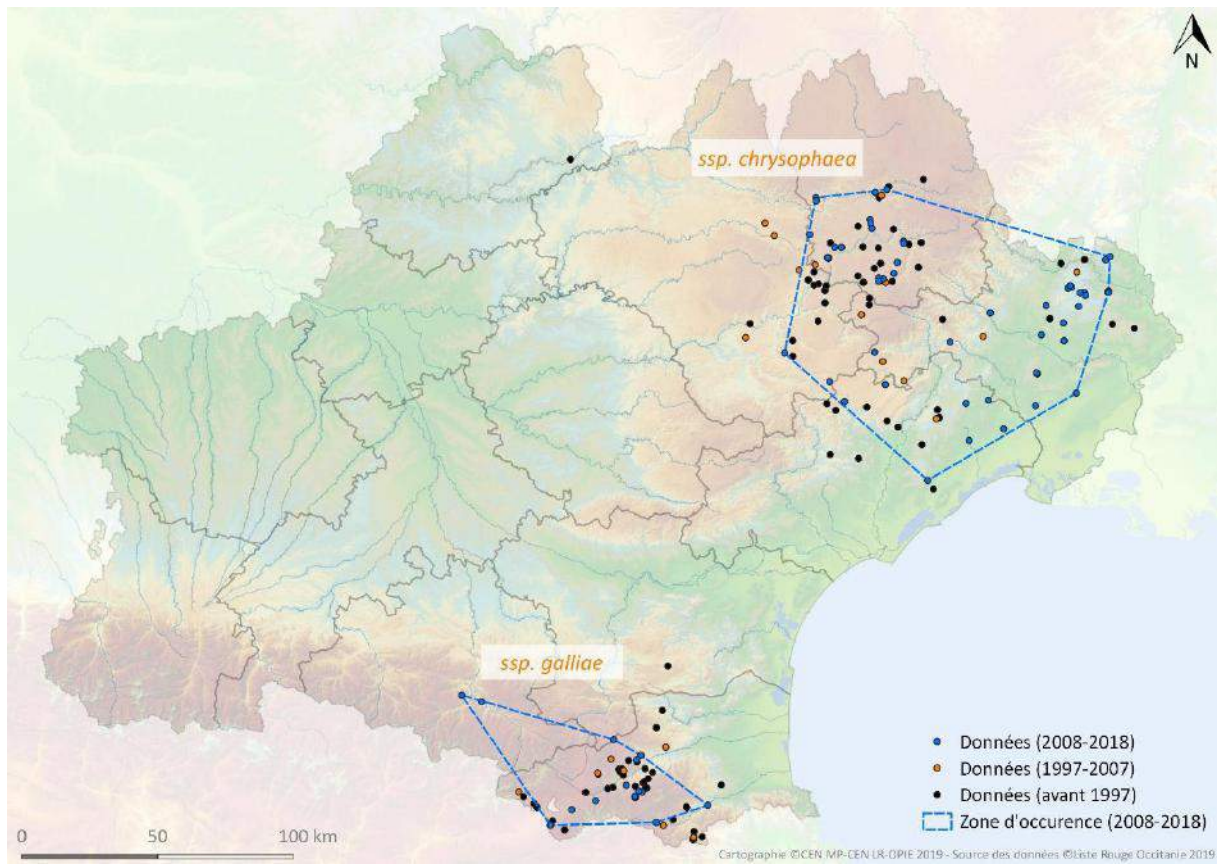 N
ssp. chrysophaea
ssp. galliae
Données (2008-2018)
Données (1997-2007)
Données (avant 1997)
Zone d'occurence (2008-2018)
0 50 100 km
Cartographie ©CEN MP-CEN LR-OPIE 2019 - Source des données ©Liste Rouge Occitanie 2019